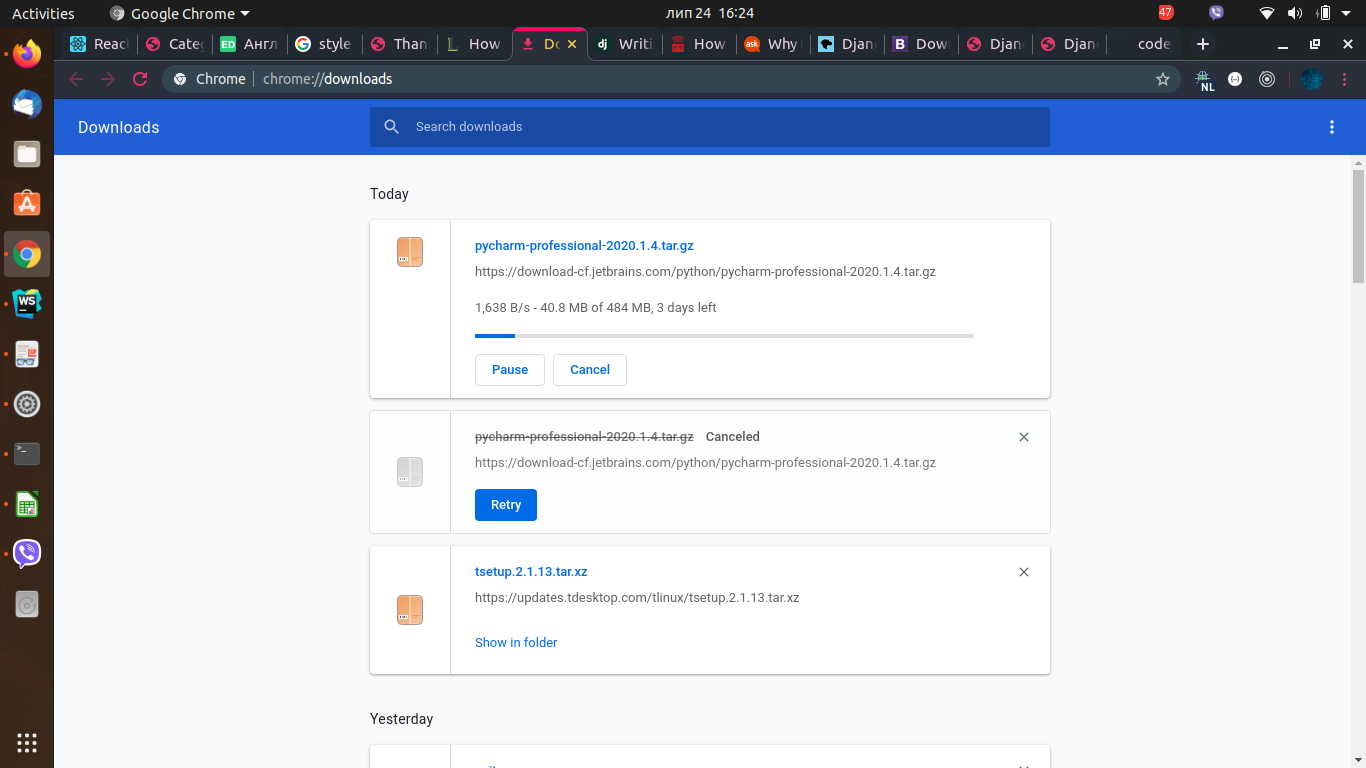 Activities Google Chrome лип 24 16:24 47
Reac Cate ED Англ style Than How Do dj Writi How ask Why Djan B Dow Djan Djan code
Chrome chrome://downloads NL
Downloads Search downloads
Today
pycharm-professional-2020.1.4.tar.gz
https://download-cf.jetbrains.com/python/pycharm-professional-2020.1.4.tar.gz
1,638 B/s - 40.8 MB of 484 MB, 3 days left
Pause Cancel
pycharm-professional-2020.1.4.tar.gz Canceled
https://download-cf.jetbrains.com/python/pycharm-professional-2020.1.4.tar.gz
Retry
tsetup.2.1.13.tar.xz
https://updates.tdesktop.com/tlinux/tsetup.2.1.13.tar.xz
Show in folder
Yesterday
WS